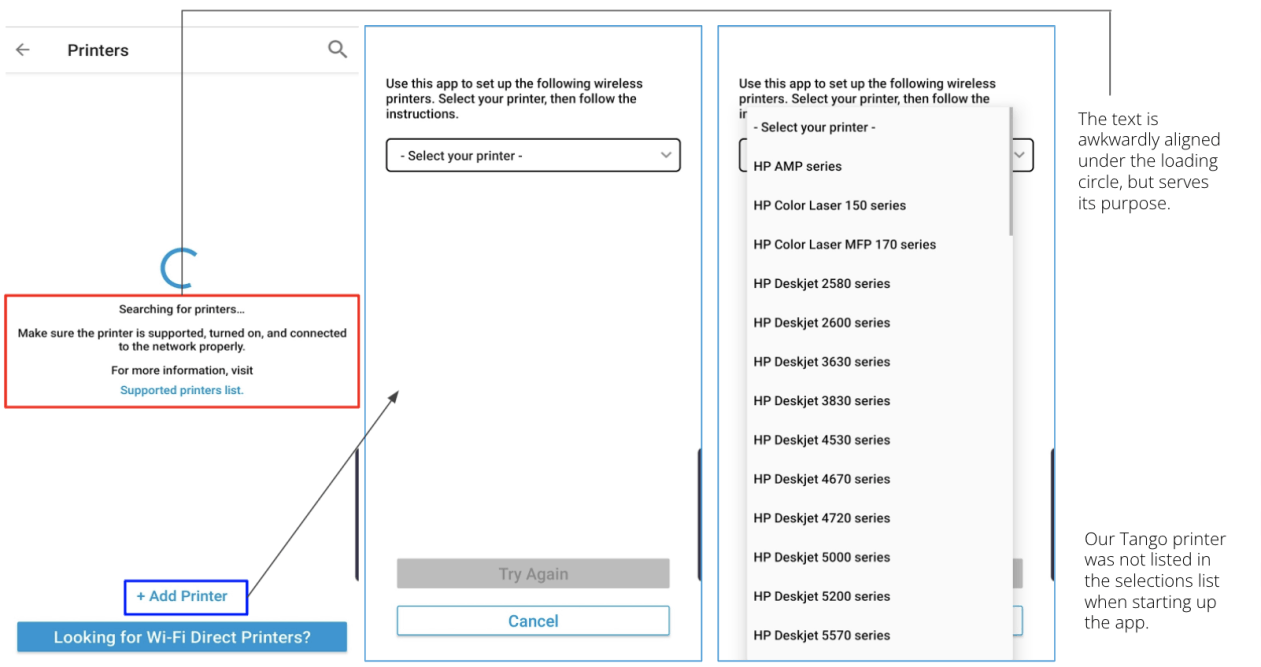 Printers
Searching for printers...
Make sure the printer is supported, turned on, and connected
to the network properly.
For more information, visit
Supported printers list.
+ Add Printer
Looking for Wi-Fi Direct Printers?
Use this app to set up the following wireless
printers. Select your printer, then follow the
instructions.
- Select your printer -
Try Again
Cancel
Use this app to set up the following wireless
printers. Select your printer, then follow the
ir
- Select your printer -
HP AMP series
HP Color Laser 150 series
HP Color Laser MFP 170 series
HP Deskjet 2580 series
HP Deskjet 2600 series
HP Deskjet 3630 series
HP Deskjet 3830 series
HP Deskjet 4530 series
HP Deskjet 4670 series
HP Deskjet 4720 series
HP Deskjet 5000 series
HP Deskjet 5200 series
HP Deskjet 5570 series
The text is
awkwardly aligned
under the loading
circle, but serves
its purpose.
Our Tango printer
was not listed in
the selections list
when starting up
the app.